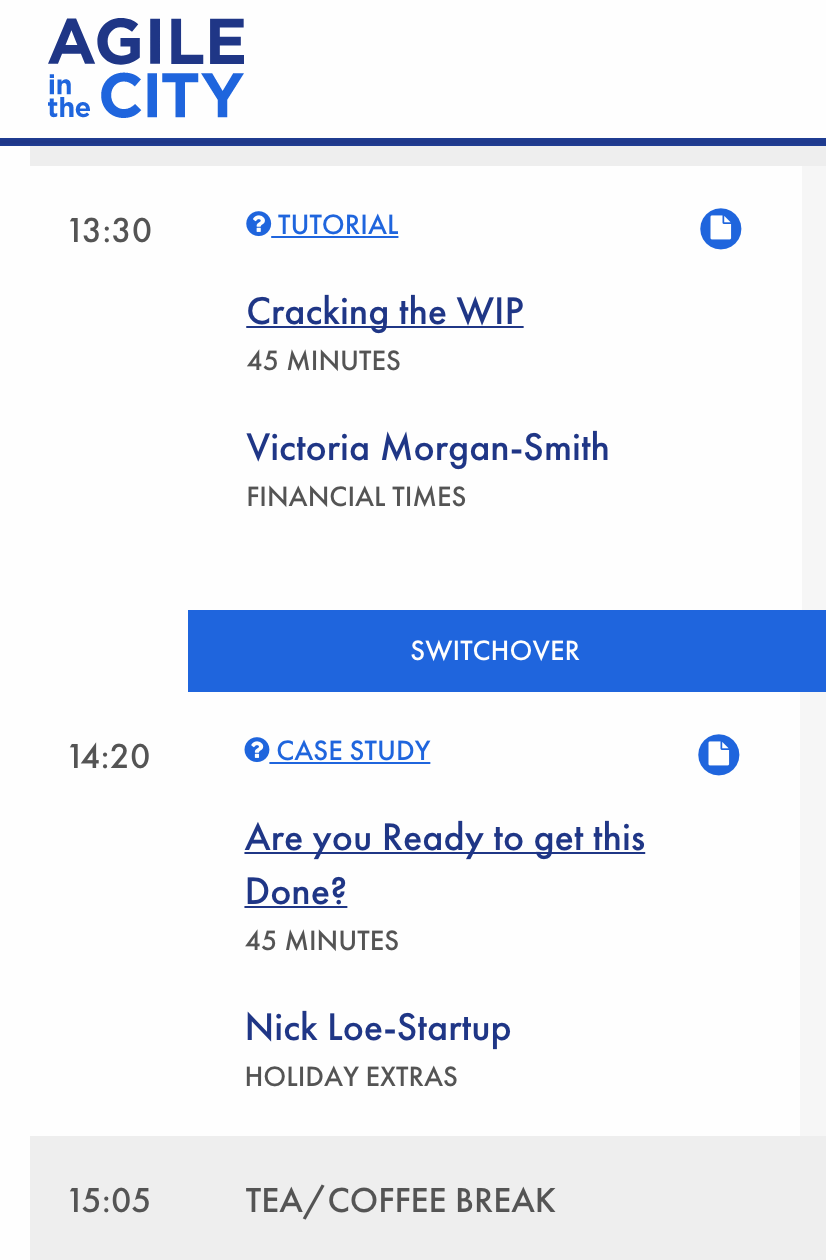 AGILE
in the CITY
13:30
? TUTORIAL
Cracking the WIP
45 MINUTES
Victoria Morgan-Smith
FINANCIAL TIMES
SWITCHOVER
14:20
? CASE STUDY
Are you Ready to get this
Done?
45 MINUTES
Nick Loe-Startup
HOLIDAY EXTRAS
15:05
TEA/COFFEE BREAK